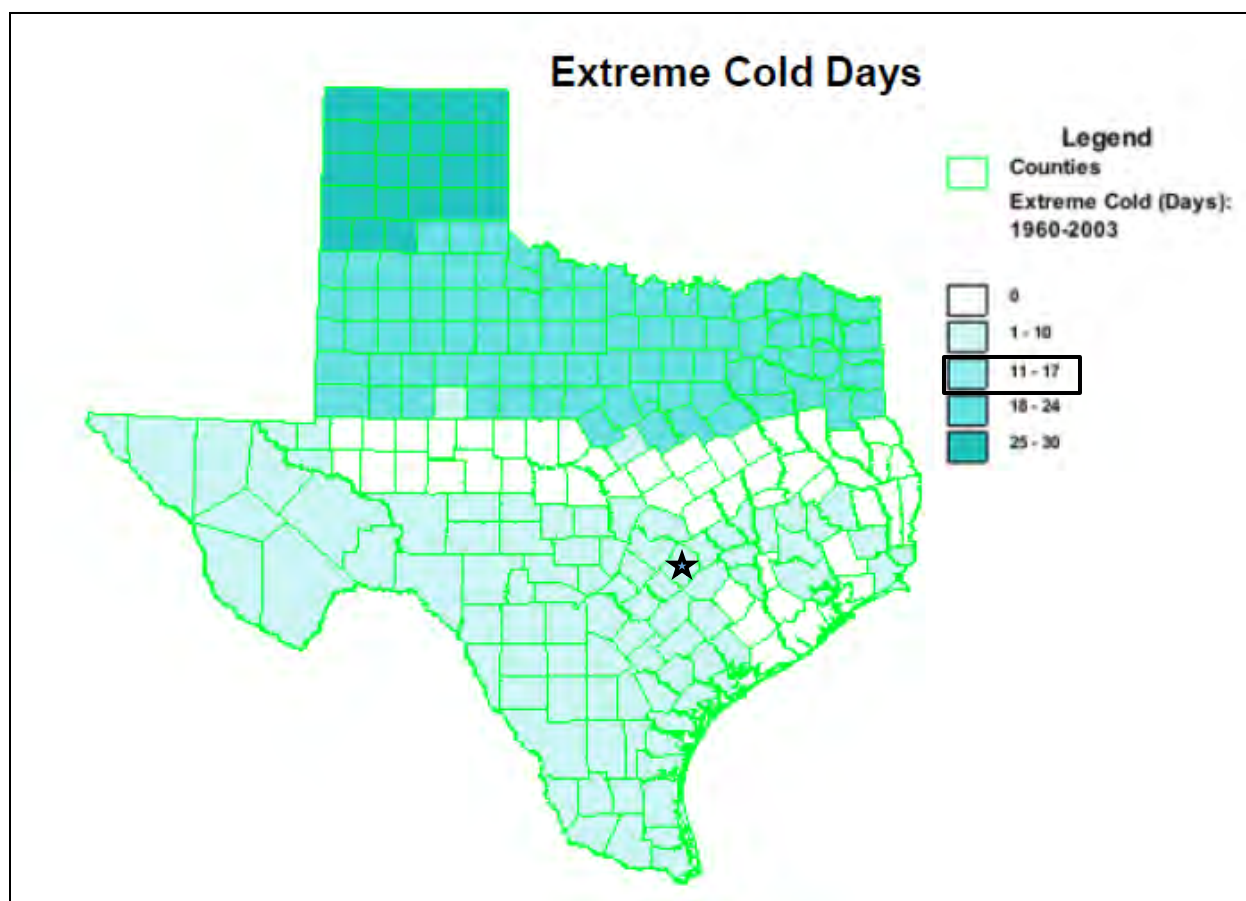 Extreme Cold Days
Legend
Counties
Extreme Cold (Days):
1960-2003
0
1 - 10
11 - 17
18 - 24
25 - 30